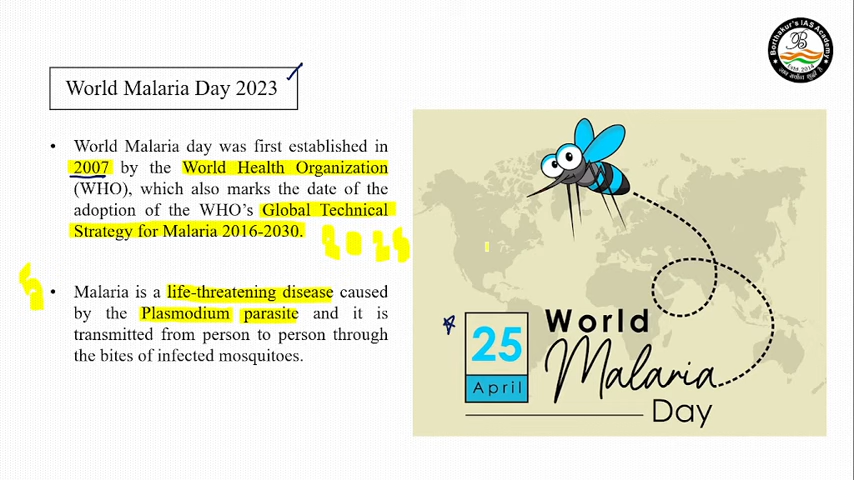 Borthakur's IAS Academy
World Malaria Day 2023
• World Malaria day was first established in
2007 by the World Health Organization
(WHO), which also marks the date of the
adoption of the WHO's Global Technical
Strategy for Malaria 2016-2030.
• Malaria is a life-threatening disease caused
by the Plasmodium parasite and it is
transmitted from person to person through
the bites of infected mosquitoes.
25
April
World
Malaria
Day